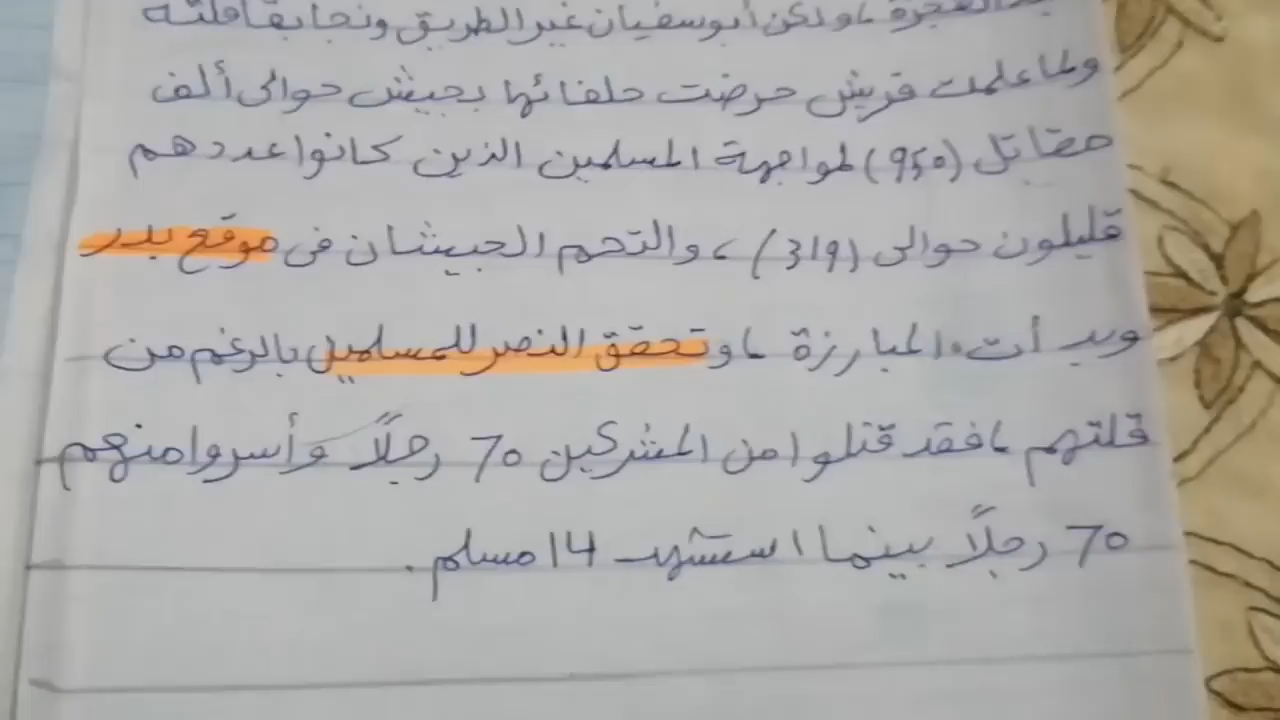 الهجرة، ولكن أبوسفيان غير الطريق ونجا بقافلته
ولما علمت قريش حرضت حلفائها بجيش حوالى ألف
مقاتل (950) لمواجهة المسلمين الذين كانوا عددهم
قليلون حوالى (319)، والتحم الجيشان فى موقع بدر
وبدأت المبارزة، وتحقق النصر للمسلمين بالرغم من
قلتهم، فقد قتلوا من المشركين 70 رجلاً وأسروا منهم
70 رجلاً بينما استشهد 14 مسلم.